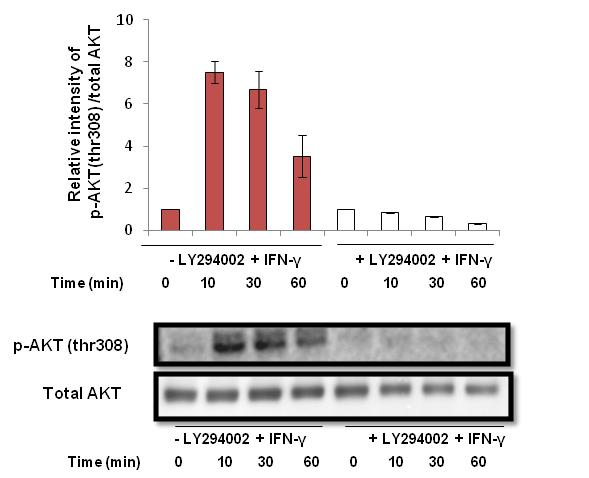 Relative intensity of
p-AKT(thr308) /total AKT
10
8
6
4
2
0
- LY294002 + IFN-γ
+ LY294002 + IFN-γ
Time (min) 0 10 30 60 0 10 30 60
p-AKT (thr308)
Total AKT
- LY294002 + IFN-γ
+ LY294002 + IFN-γ
Time (min) 0 10 30 60 0 10 30 60